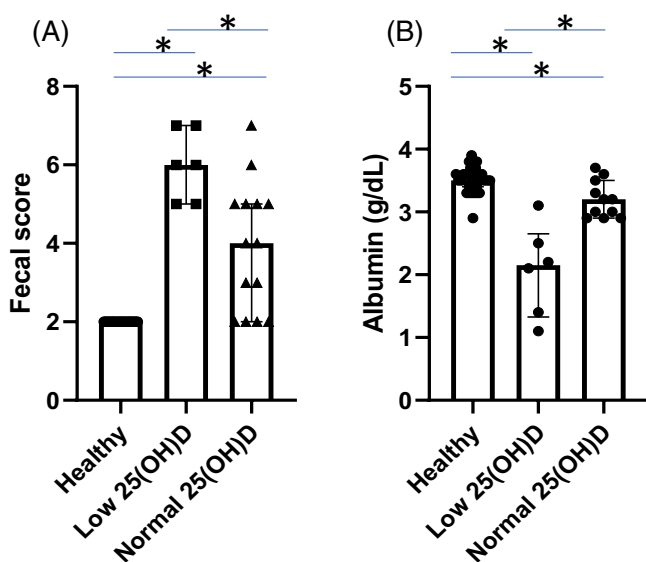 (A)
*
*
*
Fecal score
8
6
4
2
0
Healthy
Low 25(OH)D
Normal 25(OH)D
(B)
*
*
*
Albumin (g/dL)
5
4
3
2
1
0
Healthy
Low 25(OH)D
Normal 25(OH)D